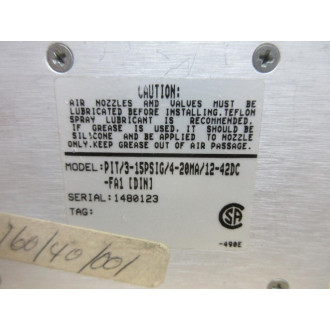 CAUTION:
AIR NOZZLES AND VALVES MUST BE
LUBRICATED BEFORE INSTALLING.TEFLON
SPRAY LUBRICANT IS RECOMMENDED.
IF GREASE IS USED, IT SHOULD BE
SILICONE AND BE APPLIED TO NOZZLE
ONLY.KEEP GREASE OUT OF AIR PASSAGE.
MODEL:PIT/3-15PSIG/4-20MA/12-42DC
-FA1 [DIN]
SERIAL:1480123
TAG:
-490E
760/40/001